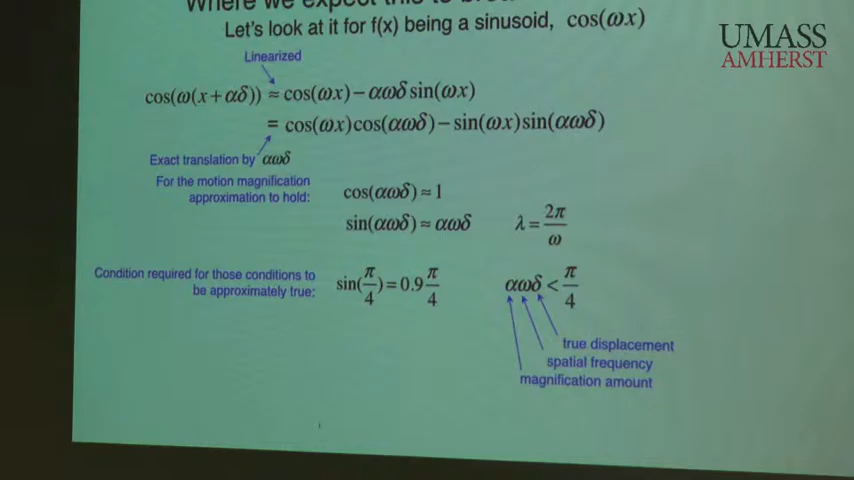 Where we expect this to
Let's look at it for f(x) being a sinusoid, cos(ωx)
UMASS
AMHERST
Linearized
cos(ω(x+αδ)) ≈ cos(ωx) − αωδ sin(ωx)
= cos(ωx)cos(αωδ) − sin(ωx)sin(αωδ)
Exact translation by αωδ
For the motion magnification
approximation to hold:
cos(αωδ) ≈ 1
sin(αωδ) ≈ αωδ
λ = 2π/ω
Condition required for those conditions to
be approximately true:
sin(π/4) = 0.9 π/4
αωδ < π/4
true displacement
spatial frequency
magnification amount